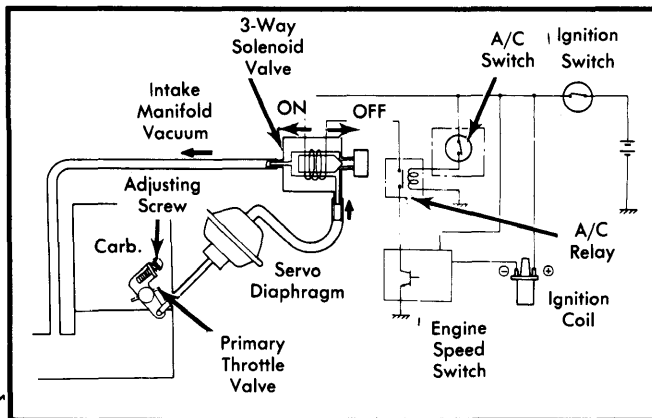 3-Way
Solenoid
Valve
A/C
Switch
Ignition
Switch
Intake
Manifold
Vacuum
ON
OFF
Adjusting
Screw
Carb.
Servo
Diaphragm
A/C
Relay
Primary
Throttle
Valve
Engine
Speed
Switch
− +
Ignition
Coil